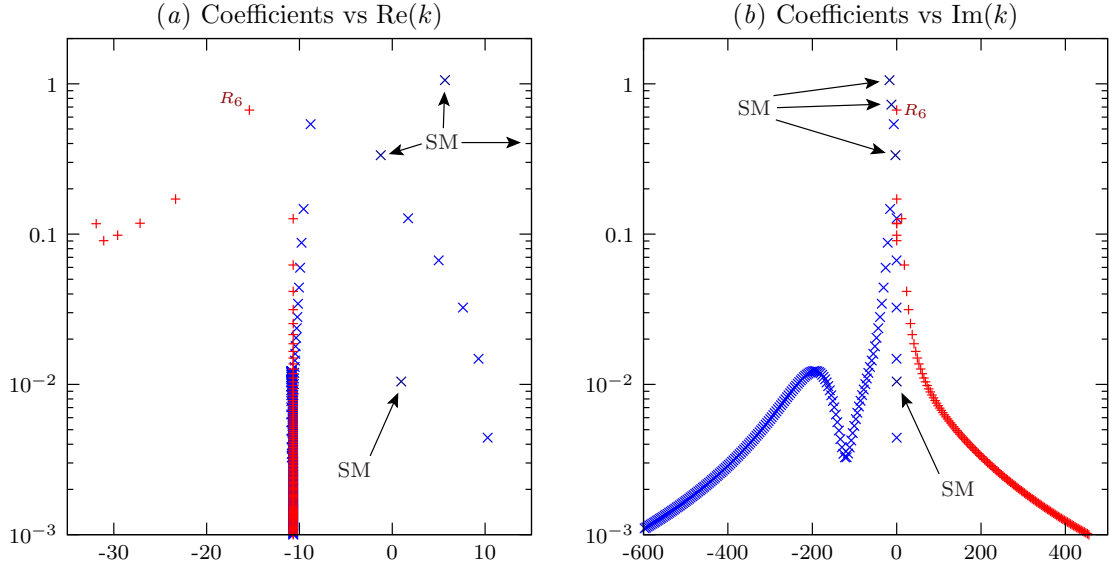 (a) Coefficients vs Re(k)
1
0.1
10⁻²
10⁻³
-30 -20 -10 0 10
R₆
SM
SM
(b) Coefficients vs Im(k)
1
0.1
10⁻²
10⁻³
-600 -400 -200 0 200 400
SM
R₆
SM